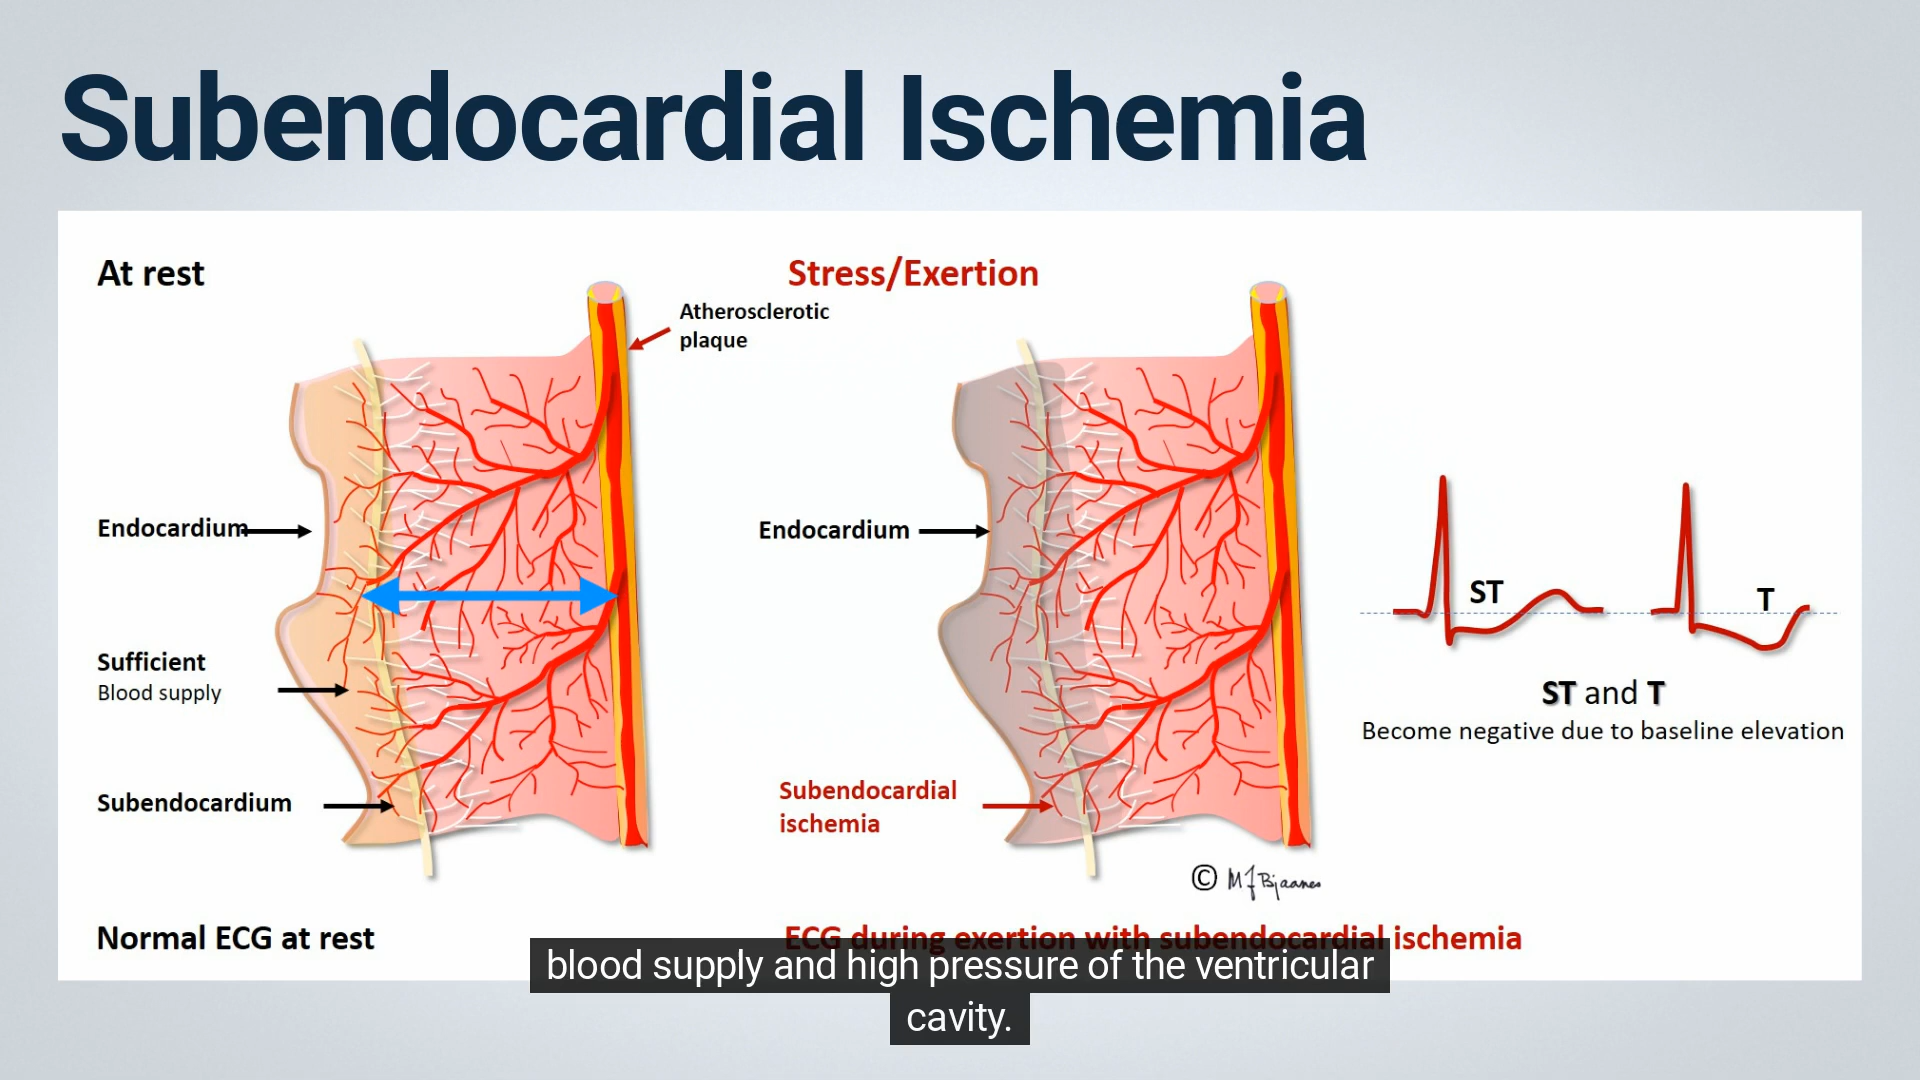 Subendocardial Ischemia
At rest
Stress/Exertion
Atherosclerotic
plaque
Endocardium
Endocardium
ST
T
Sufficient
Blood supply
ST and T
Become negative due to baseline elevation
Subendocardium
Subendocardial
ischemia
© MJ Bjaanes
Normal ECG at rest
ECG during exertion with subendocardial ischemia
blood supply and high pressure of the ventricular
cavity.